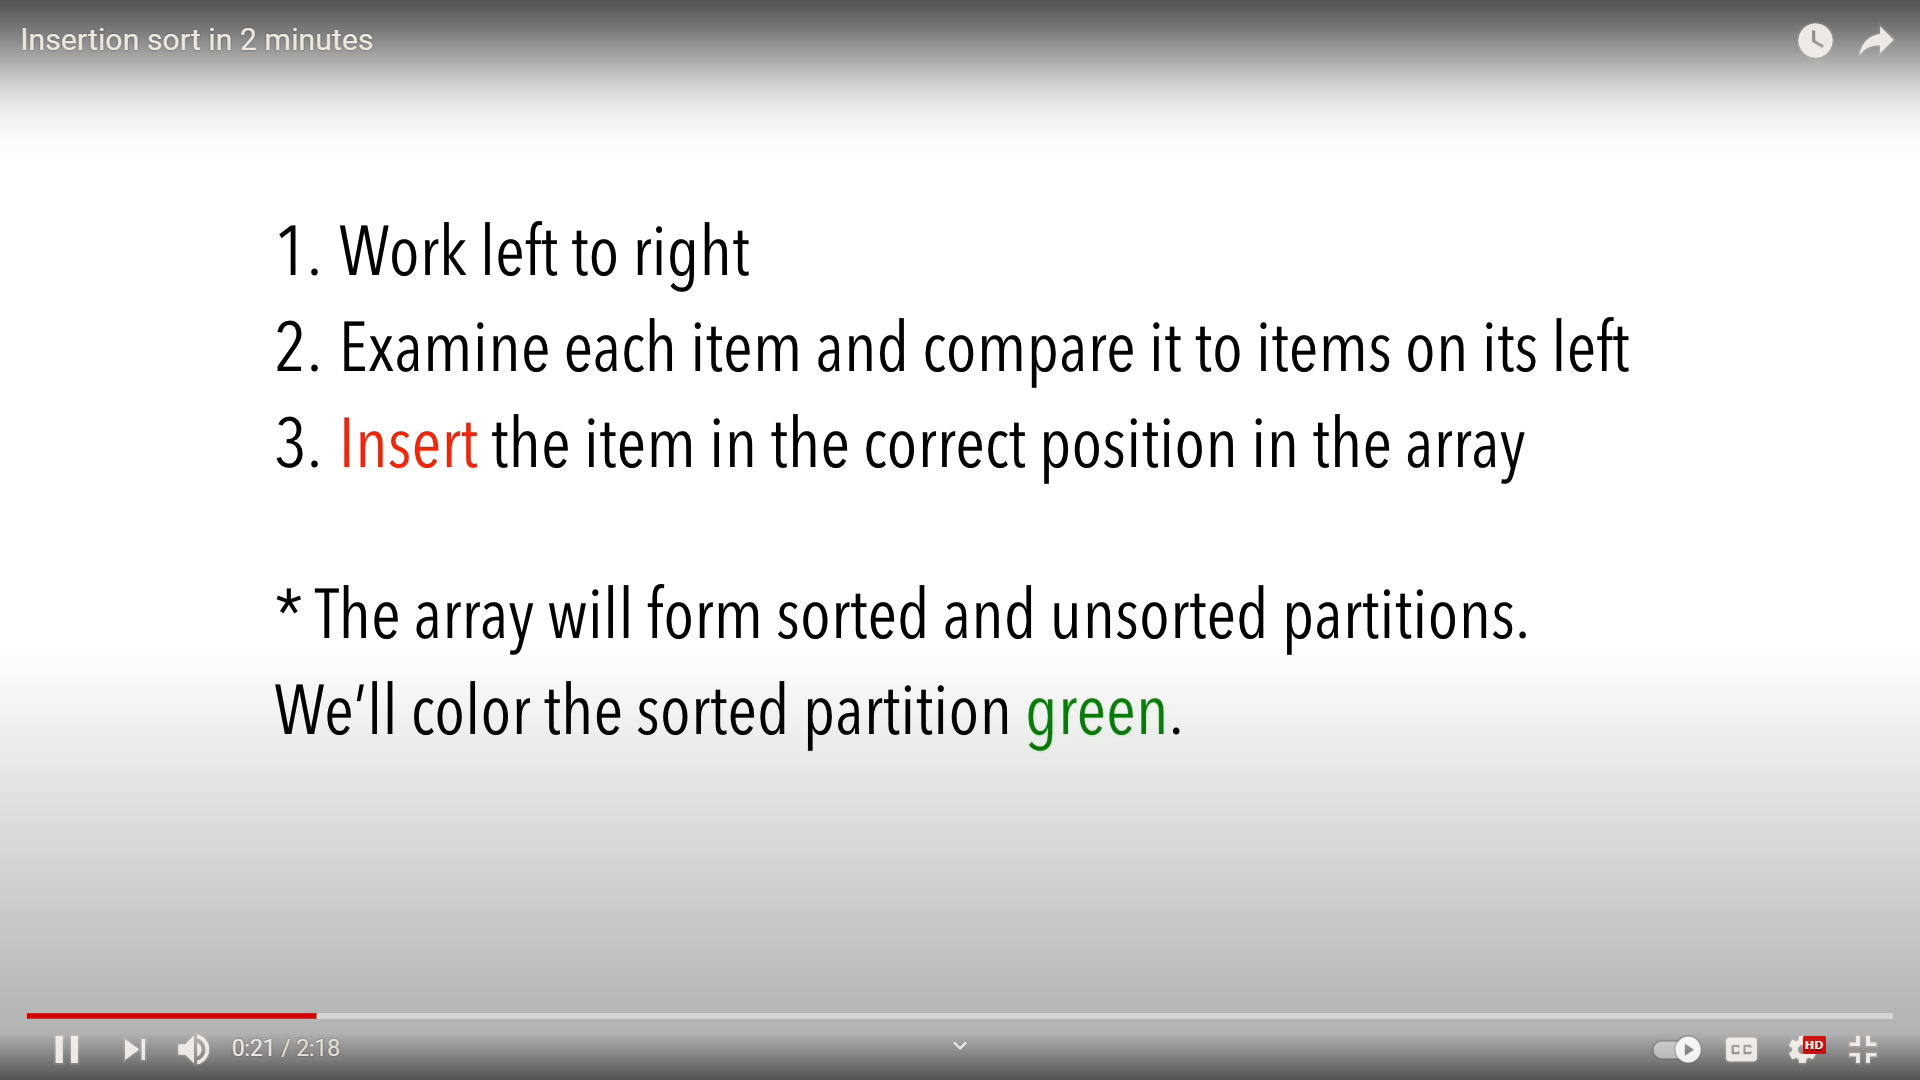 Insertion sort in 2 minutes
1. Work left to right
2. Examine each item and compare it to items on its left
3. Insert the item in the correct position in the array
* The array will form sorted and unsorted partitions.
We’ll color the sorted partition green.
0:21 / 2:18
CC
HD